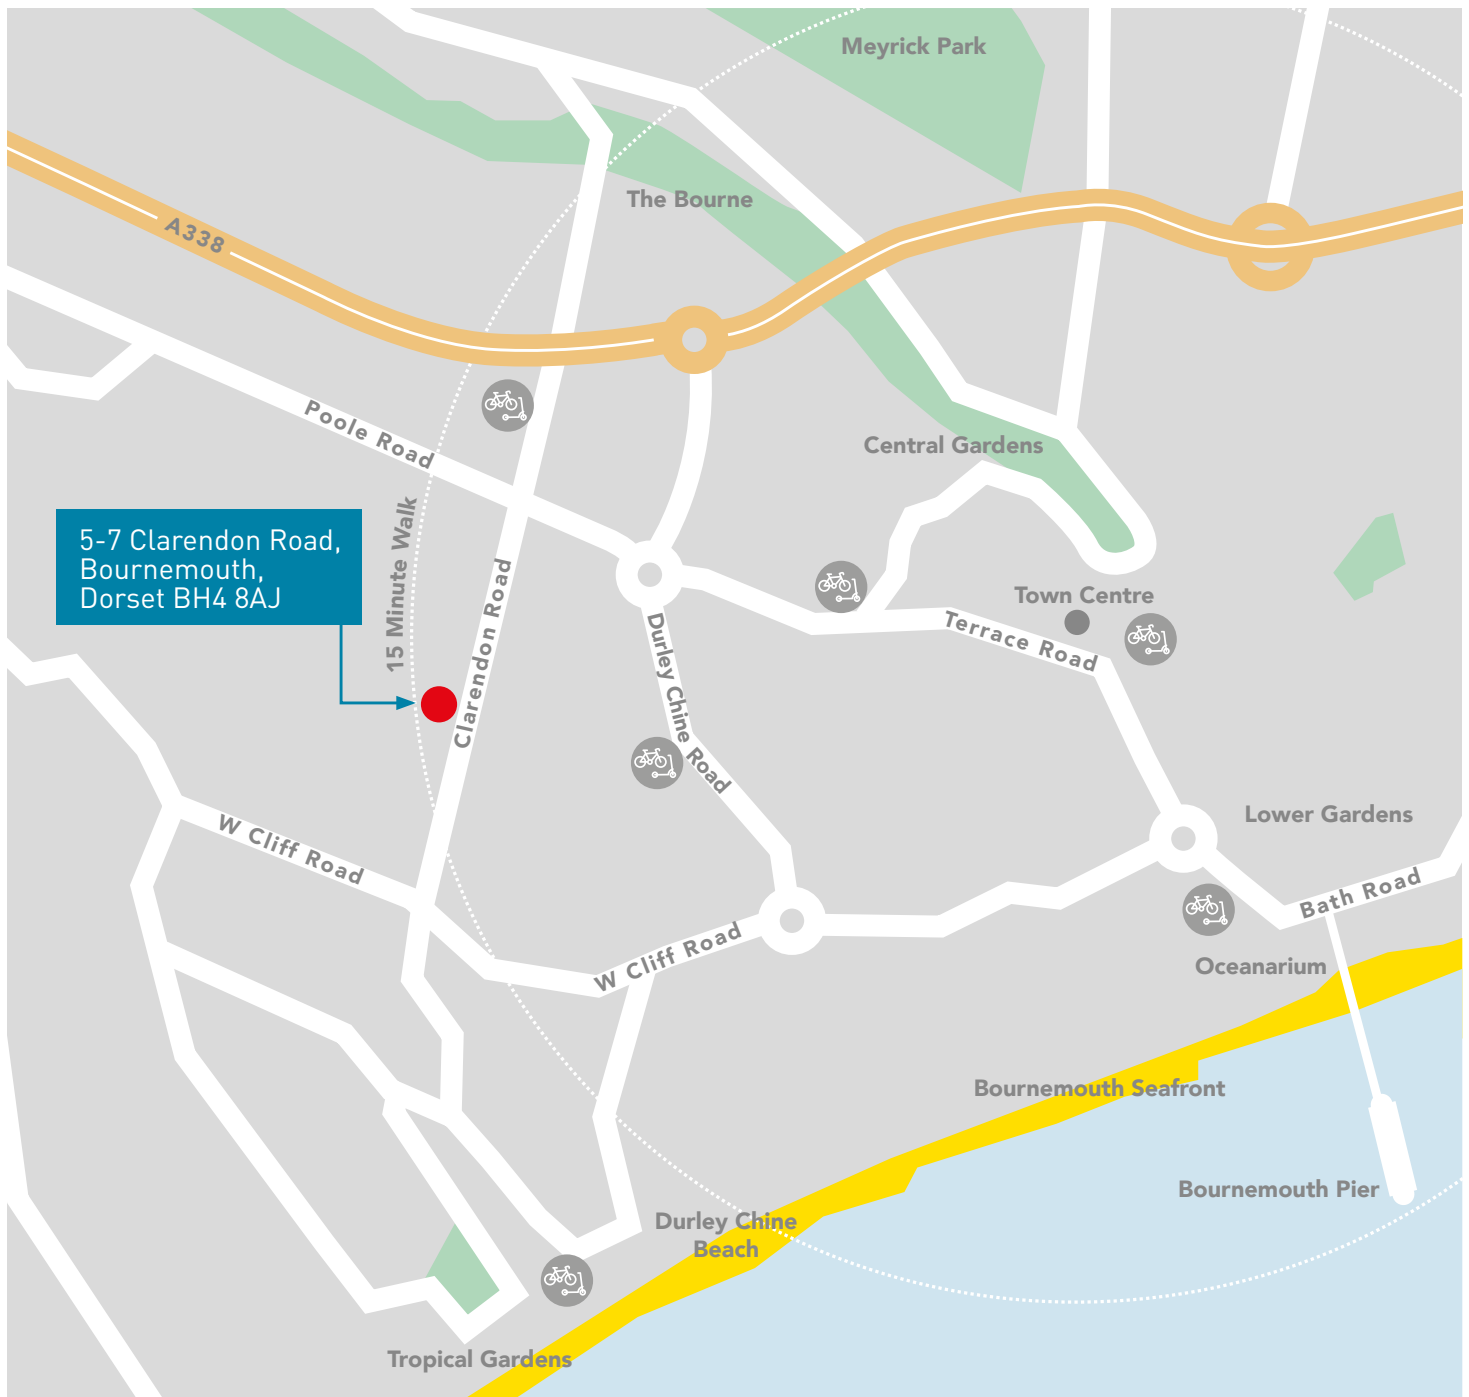 Meyrick Park
The Bourne
A338
Poole Road
Central Gardens
5-7 Clarendon Road,
Bournemouth,
Dorset BH4 8AJ
15 Minute Walk
Clarendon Road
Durley Chine Road
Town Centre
Terrace Road
W Cliff Road
Lower Gardens
Bath Road
W Cliff Road
Oceanarium
Bournemouth Seafront
Bournemouth Pier
Durley Chine
Beach
Tropical Gardens